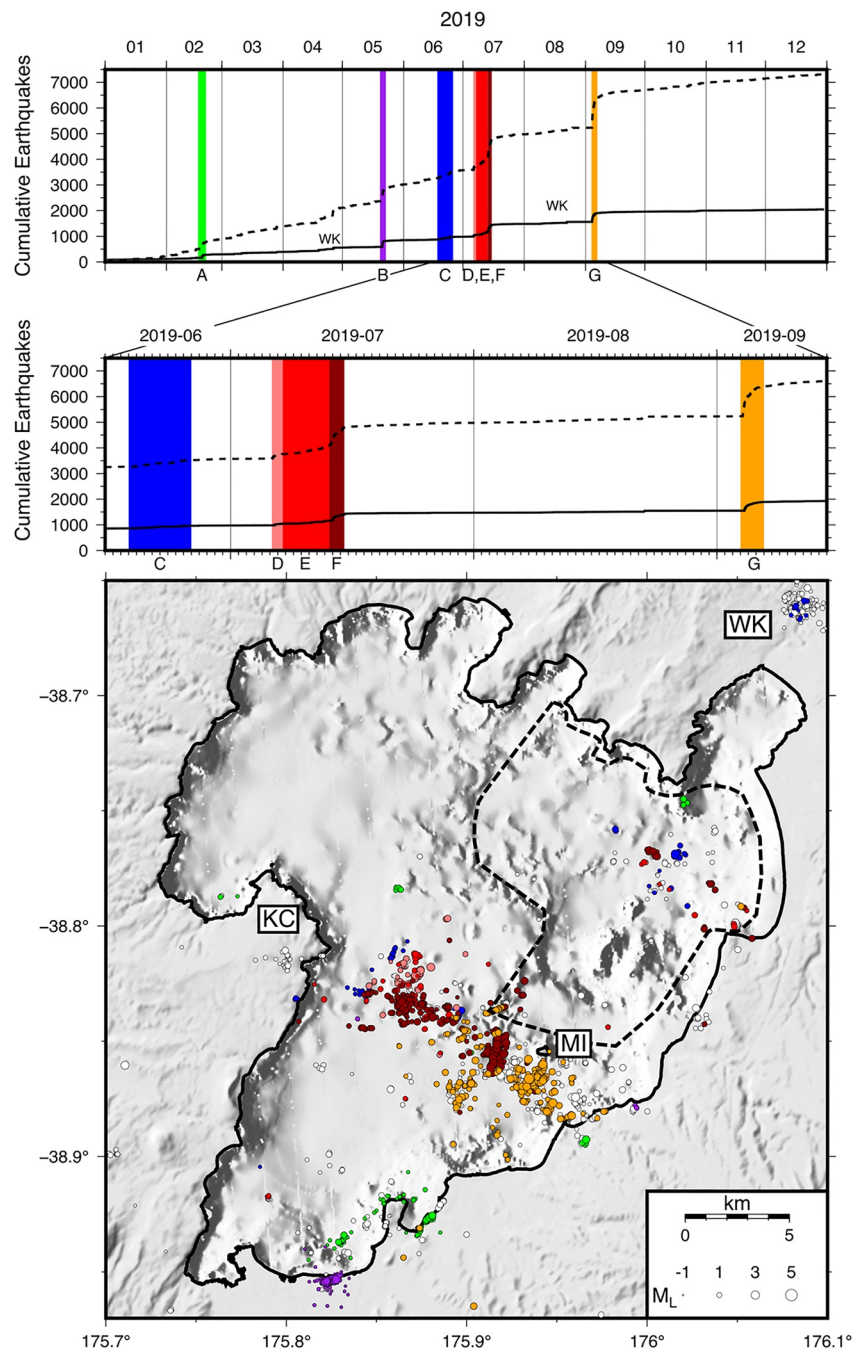 2019
01 02 03 04 05 06 07 08 09 10 11 12
Cumulative Earthquakes
7000
6000
5000
4000
3000
2000
1000
0
WK
WK
A B C D,E,F G
2019-06 2019-07 2019-08 2019-09
Cumulative Earthquakes
7000
6000
5000
4000
3000
2000
1000
0
C D E F G
WK
−38.7°
KC
−38.8°
MI
−38.9°
km
0 5
-1 1 3 5
ML
175.7° 175.8° 175.9° 176° 176.1°